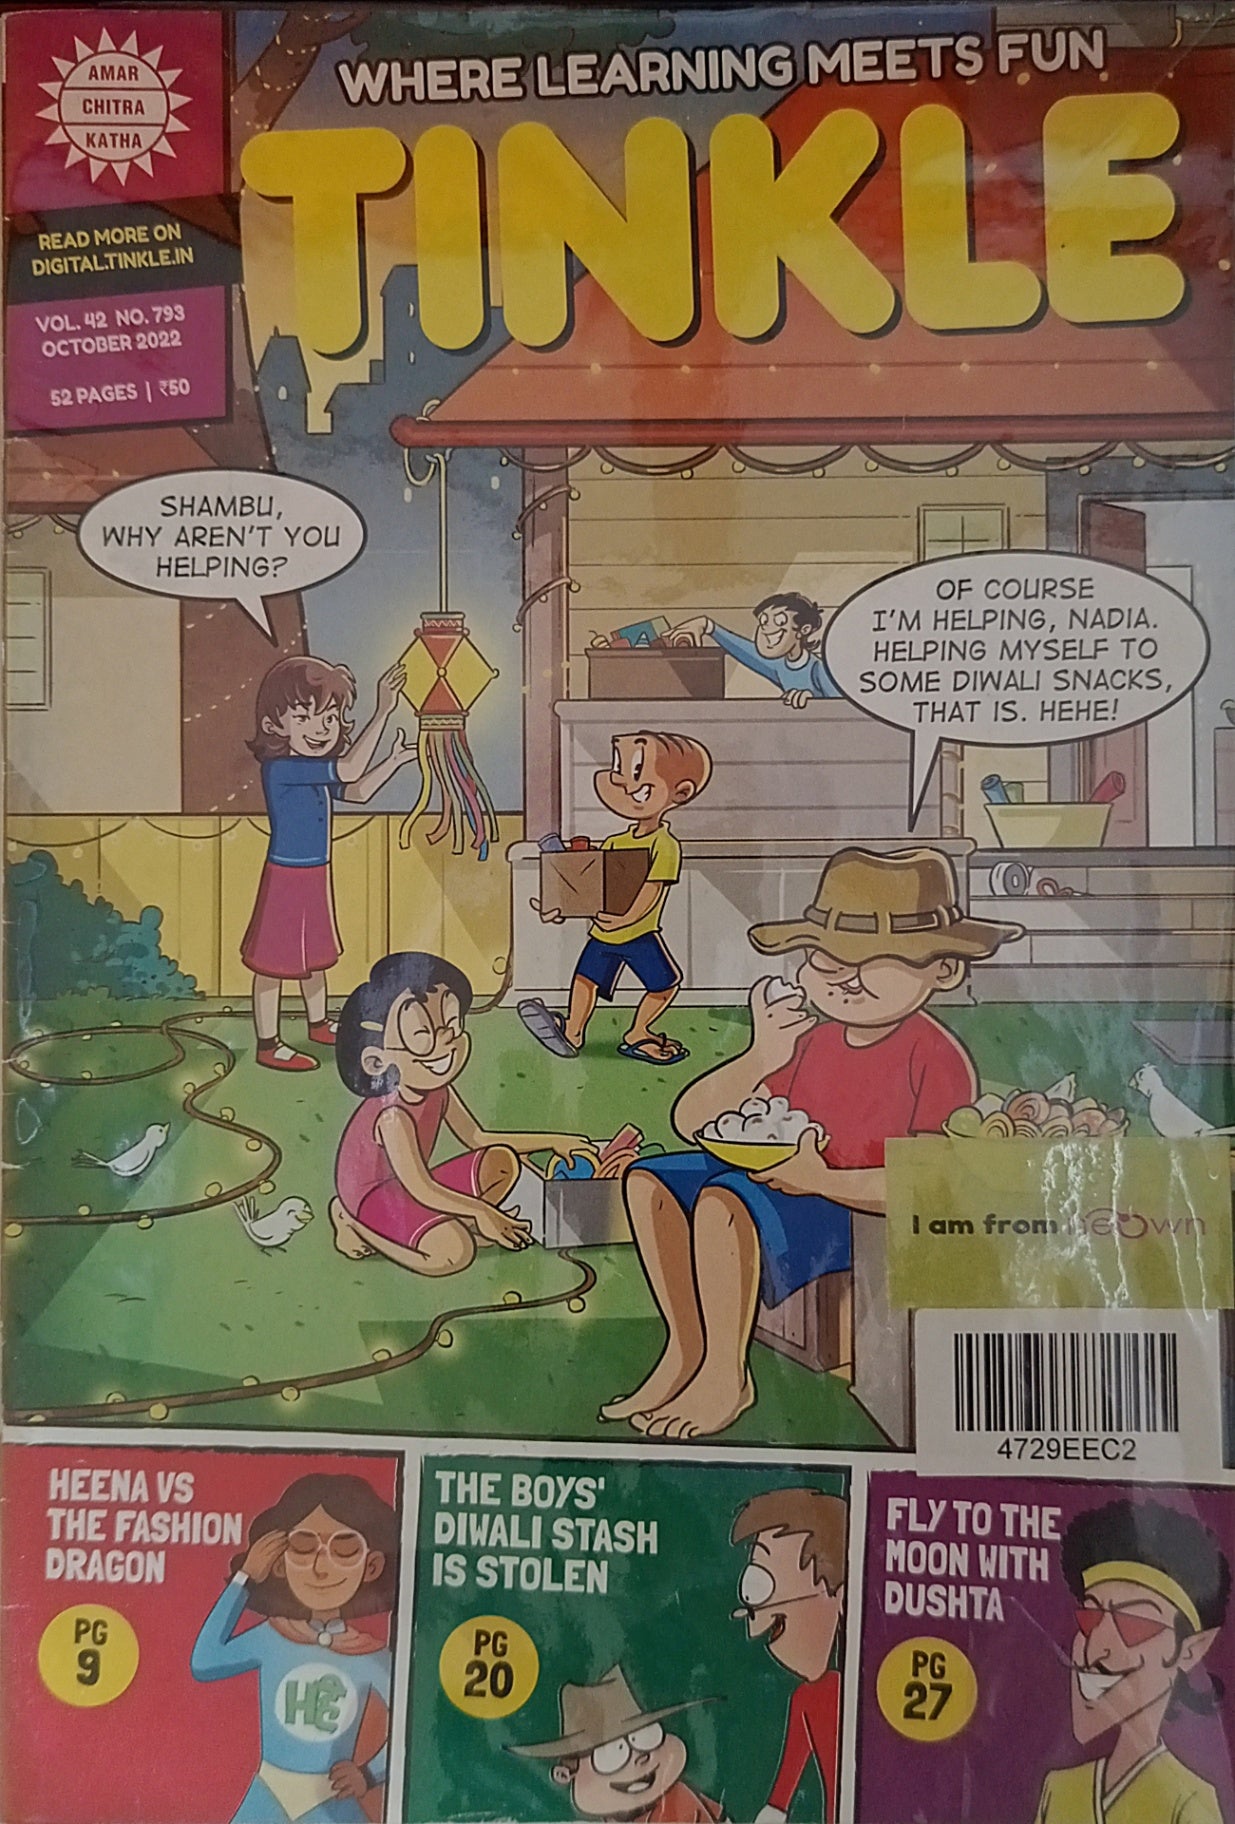 AMAR
CHITRA
KATHA
WHERE LEARNING MEETS FUN
TINKLE
READ MORE ON
DIGITAL.TINKLE.IN
VOL. 42 NO. 793
OCTOBER 2022
52 PAGES | ₹50
SHAMBU,
WHY AREN'T YOU
HELPING?
OF COURSE
I'M HELPING, NADIA.
HELPING MYSELF TO
SOME DIWALI SNACKS,
THAT IS. HEHE!
I am from
4729EEC2
HEENA VS
THE FASHION
DRAGON
PG
9
THE BOYS'
DIWALI STASH
IS STOLEN
PG
20
FLY TO THE
MOON WITH
DUSHTA
PG
27